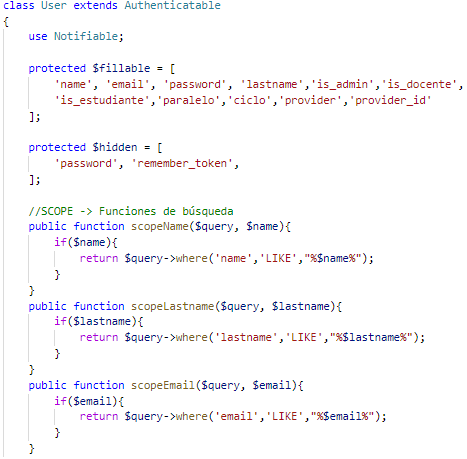 class User extends Authenticatable
{
    use Notifiable;

    protected $fillable = [
        'name', 'email', 'password', 'lastname','is_admin','is_docente',
        'is_estudiante','paralelo','ciclo','provider','provider_id'
    ];

    protected $hidden = [
        'password', 'remember_token',
    ];

    //SCOPE -> Funciones de búsqueda
    public function scopeName($query, $name){
        if($name){
            return $query->where('name','LIKE',"%$name%");
        }
    }
    public function scopeLastname($query, $lastname){
        if($lastname){
            return $query->where('lastname','LIKE',"%$lastname%");
        }
    }
    public function scopeEmail($query, $email){
        if($email){
            return $query->where('email','LIKE',"%$email%");
        }
    }